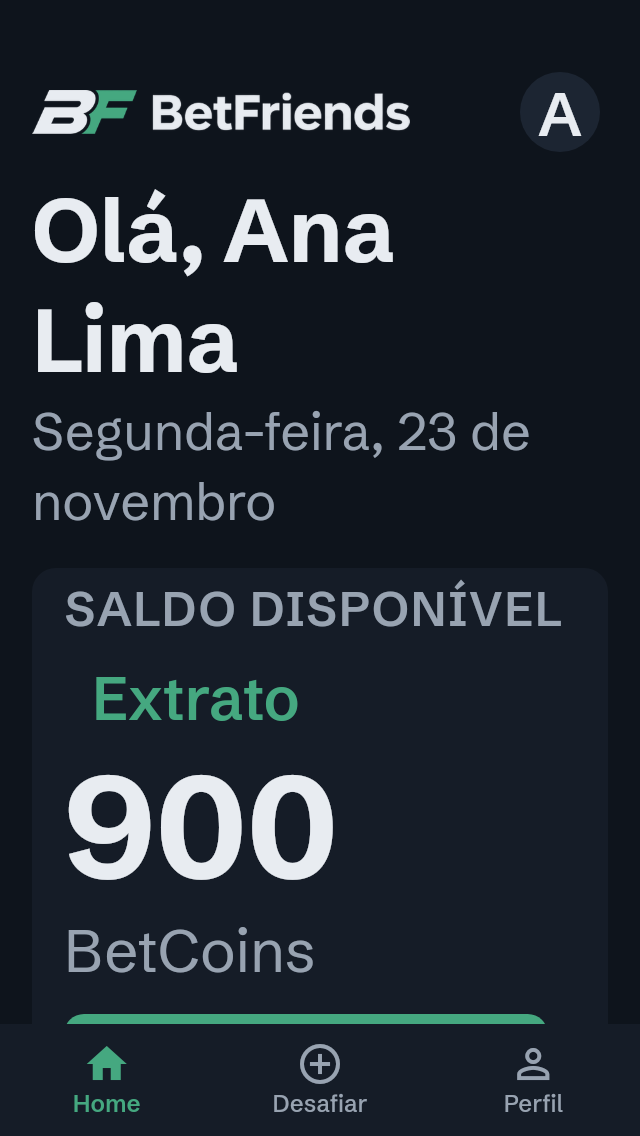 BF BetFriends
A
Olá, Ana
Lima
Segunda-feira, 23 de
novembro
SALDO DISPONÍVEL
Extrato
900
BetCoins
Home
Desafiar
Perfil